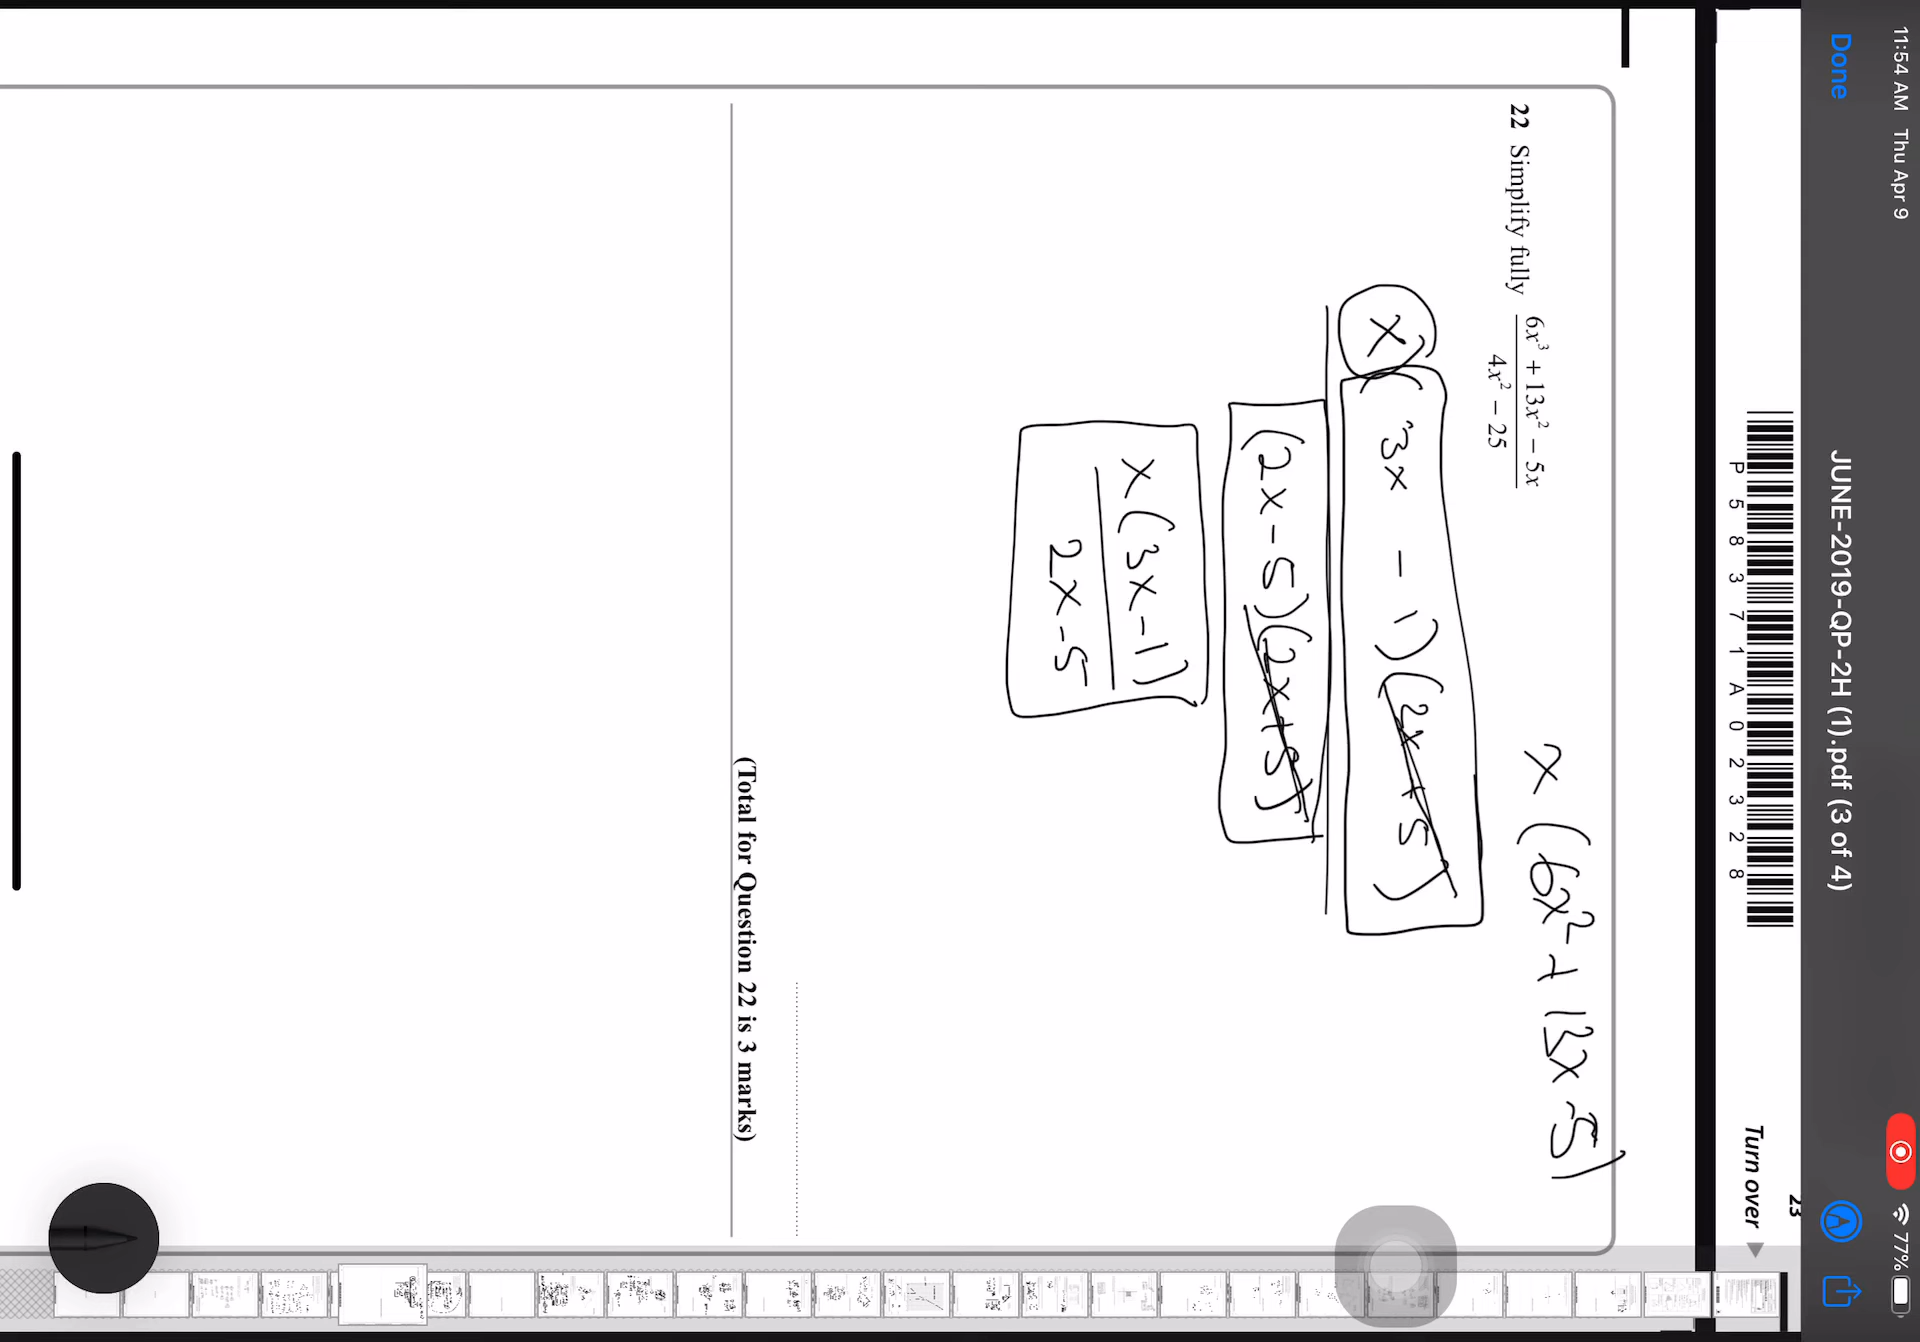 11:54 AM Thu Apr 9
77%
Done
JUNE-2019-QP-2H (1).pdf (3 of 4)
23
Turn over
P 5 8 3 7 1 A 0 2 3 2 8
x (6x² + 13x - 5)
22 Simplify fully 6x³ + 13x² − 5x
4x² − 25
x (3x - 1)(2x + 5)
(2x - 5)(2x + 5)
x(3x - 1)
2x - 5
(Total for Question 22 is 3 marks)